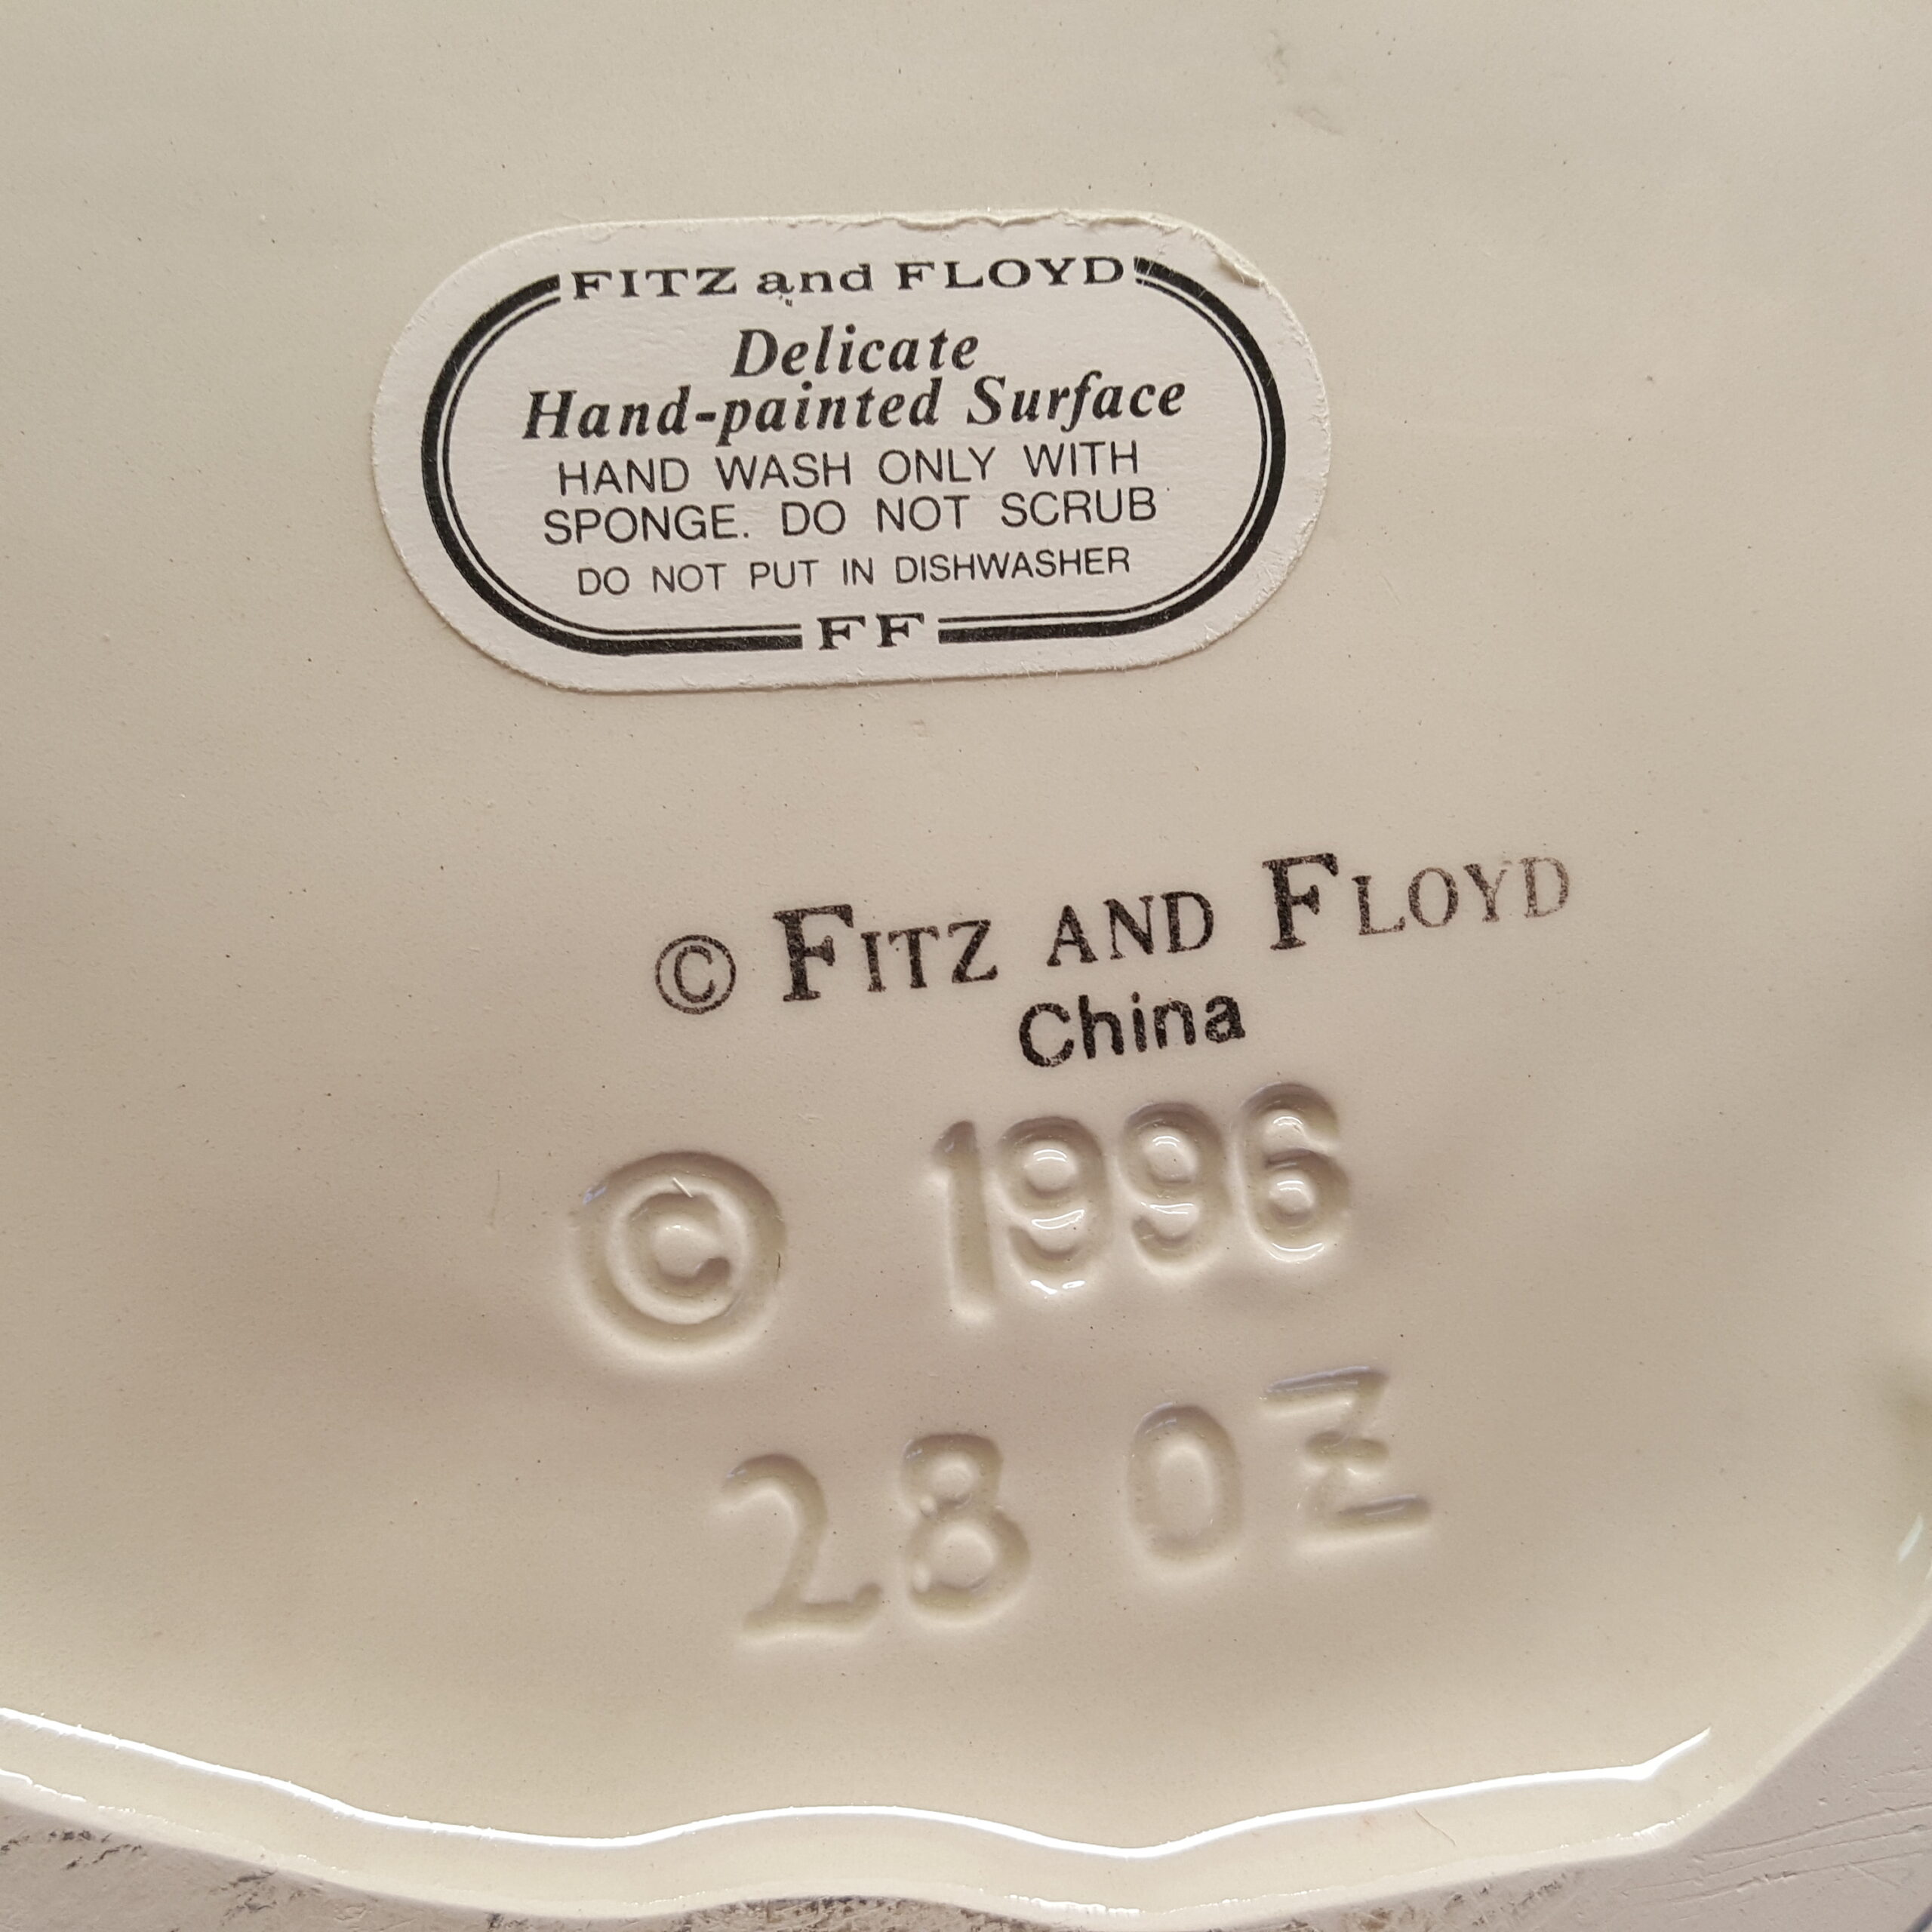 FITZ and FLOYD
Delicate
Hand-painted Surface
HAND WASH ONLY WITH
SPONGE. DO NOT SCRUB
DO NOT PUT IN DISHWASHER
FF
© FITZ AND FLOYD
China
© 1996
28 OZ